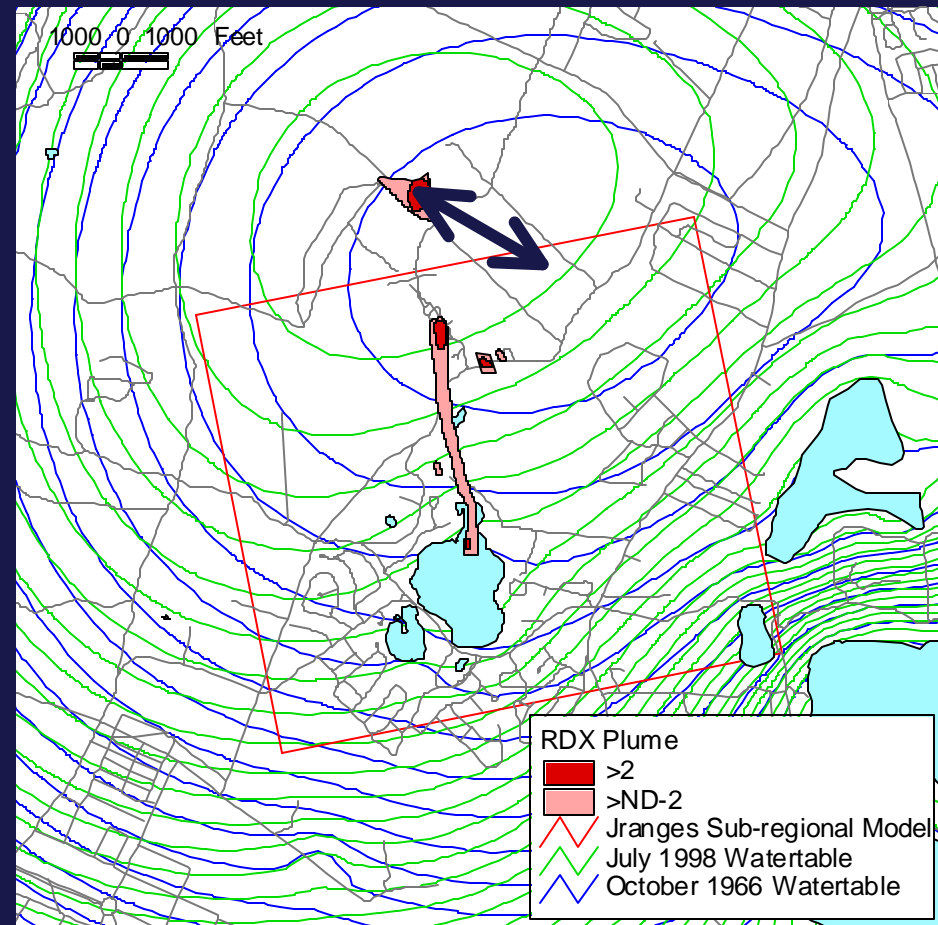 1000 0 1000 Feet
RDX Plume
>2
>ND-2
Jranges Sub-regional Model
July 1998 Watertable
October 1966 Watertable